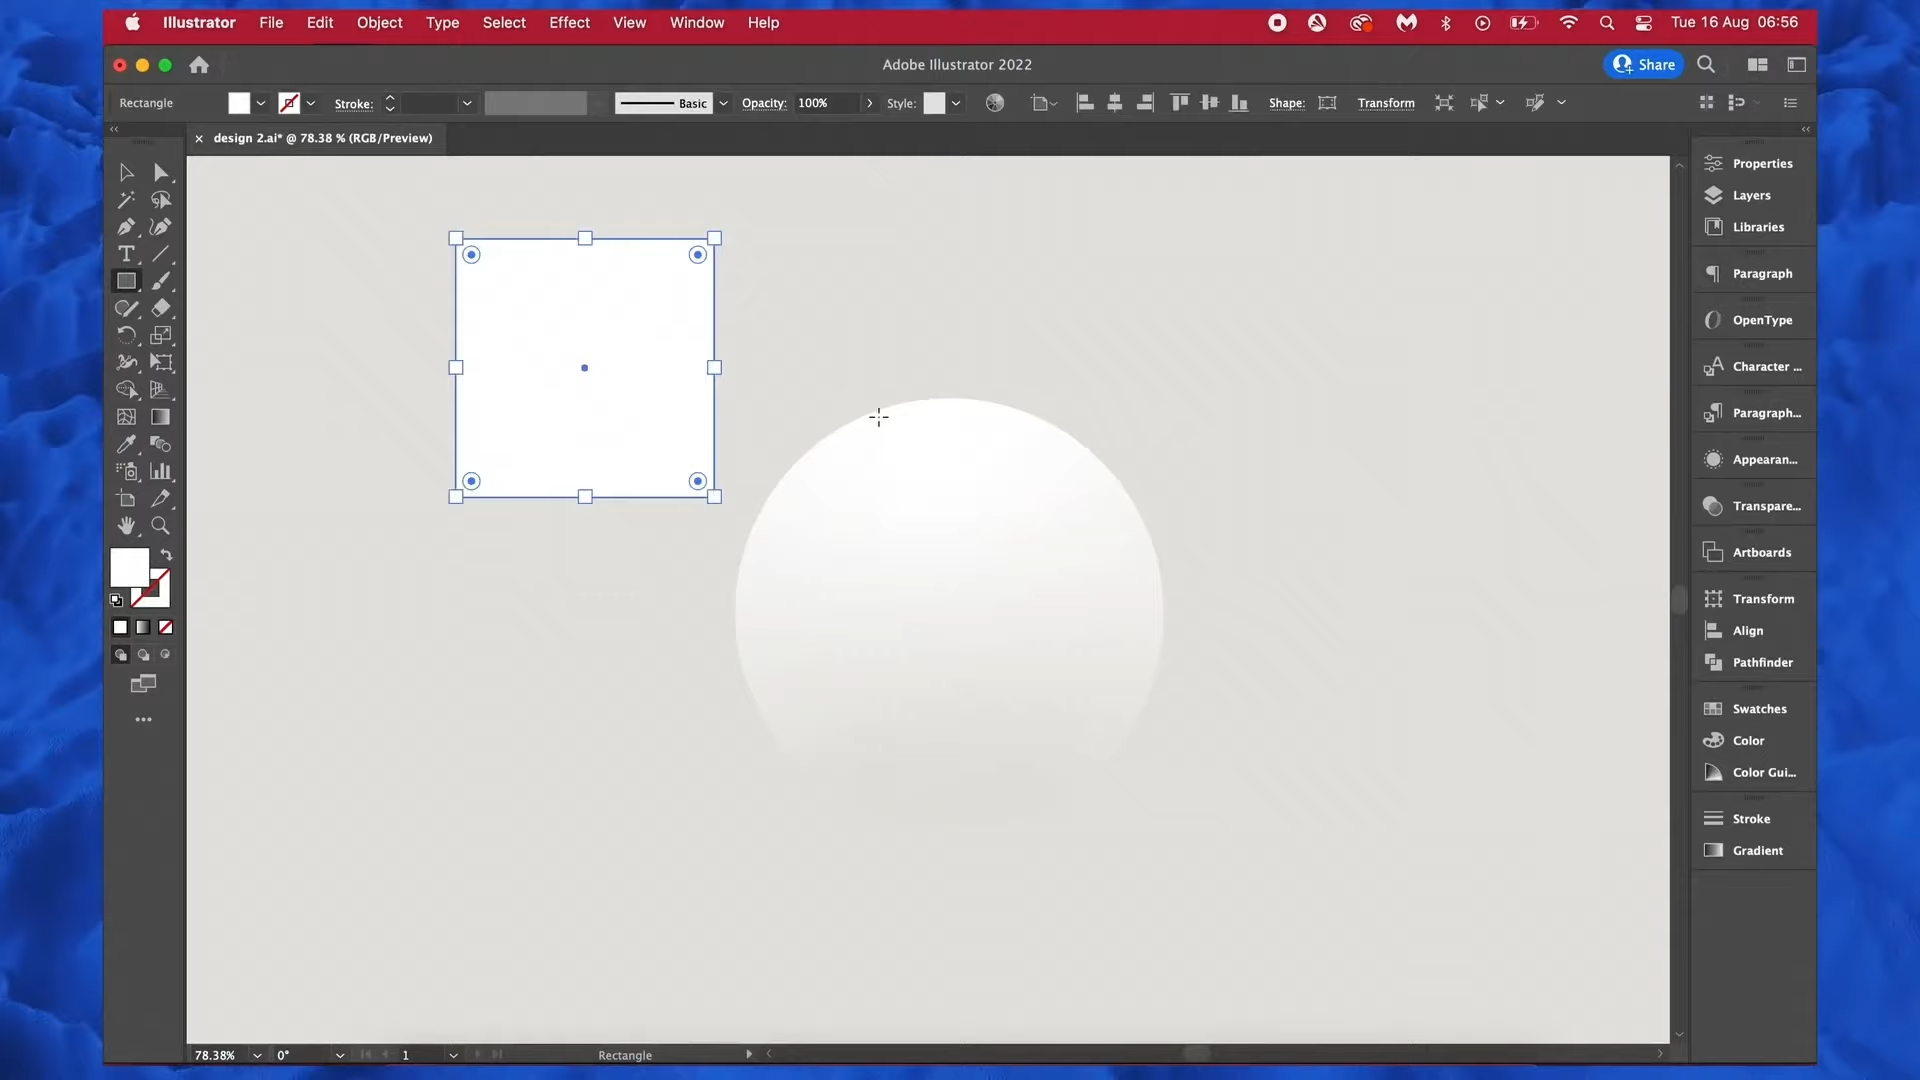 Illustrator File Edit Object Type Select Effect View Window Help Tue 16 Aug 06:56
Adobe Illustrator 2022 Share
Rectangle Stroke: Basic Opacity: 100% Style: Shape: Transform
design 2.ai* @ 78.38 % (RGB/Preview)
Properties
Layers
Libraries
Paragraph
OpenType
Character ...
Paragraph...
Appearan...
Transpare...
Artboards
Transform
Align
Pathfinder
Swatches
Color
Color Gui...
Stroke
Gradient
78.38% 0° 1 Rectangle